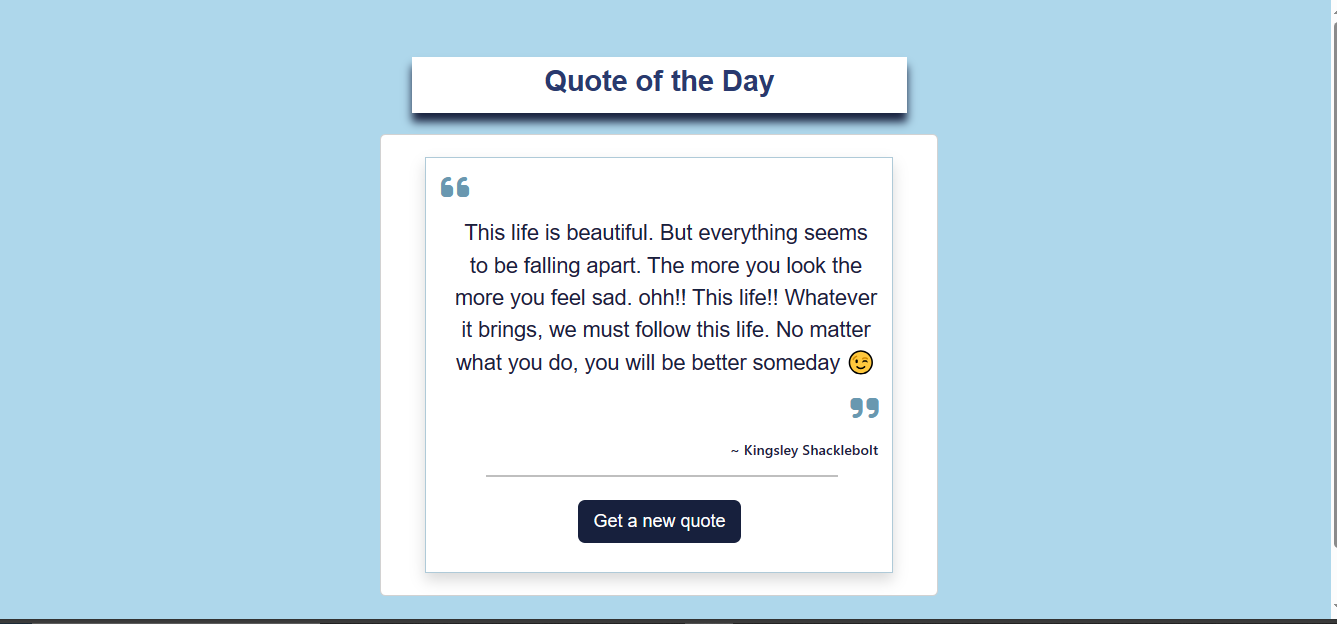 Quote of the Day
“
This life is beautiful. But everything seems
to be falling apart. The more you look the
more you feel sad. ohh!! This life!! Whatever
it brings, we must follow this life. No matter
what you do, you will be better someday 😉
”
~ Kingsley Shacklebolt
Get a new quote